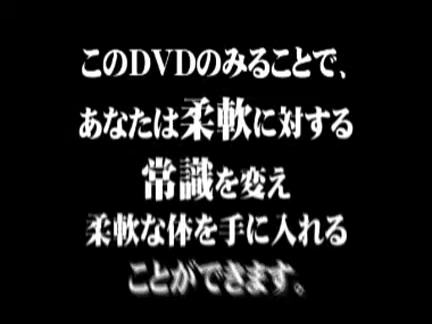 このDVDのみることで、
あなたは柔軟に対する
常識を変え
柔軟な体を手に入れる
ことができます。